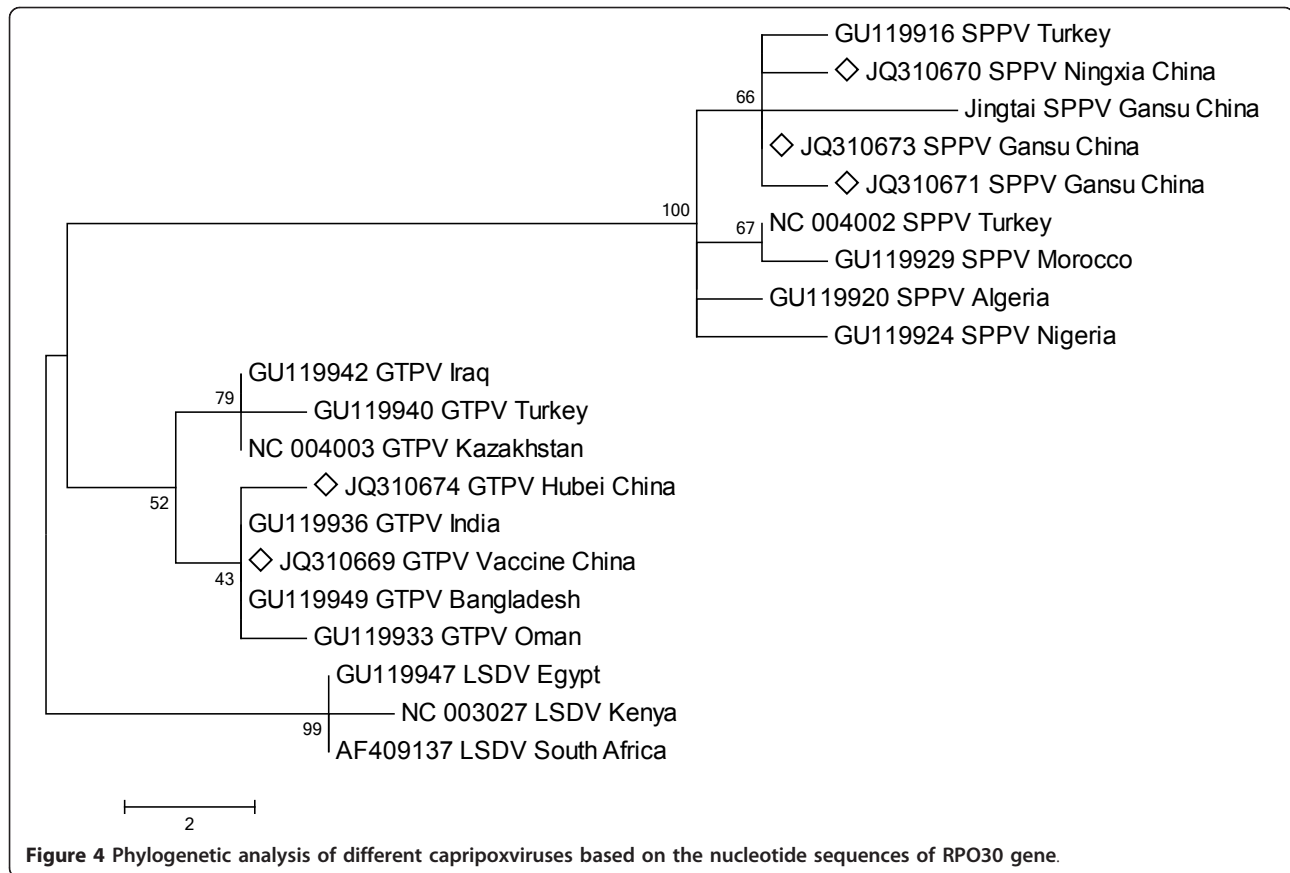 GU119916 SPPV Turkey
JQ310670 SPPV Ningxia China
66
Jingtai SPPV Gansu China
JQ310673 SPPV Gansu China
JQ310671 SPPV Gansu China
100
NC 004002 SPPV Turkey
67
GU119929 SPPV Morocco
GU119920 SPPV Algeria
GU119924 SPPV Nigeria
GU119942 GTPV Iraq
79
GU119940 GTPV Turkey
NC 004003 GTPV Kazakhstan
JQ310674 GTPV Hubei China
52
GU119936 GTPV India
JQ310669 GTPV Vaccine China
43
GU119949 GTPV Bangladesh
GU119933 GTPV Oman
GU119947 LSDV Egypt
NC 003027 LSDV Kenya
99
AF409137 LSDV South Africa
2
Figure 4 Phylogenetic analysis of different capripoxviruses based on the nucleotide sequences of RPO30 gene.